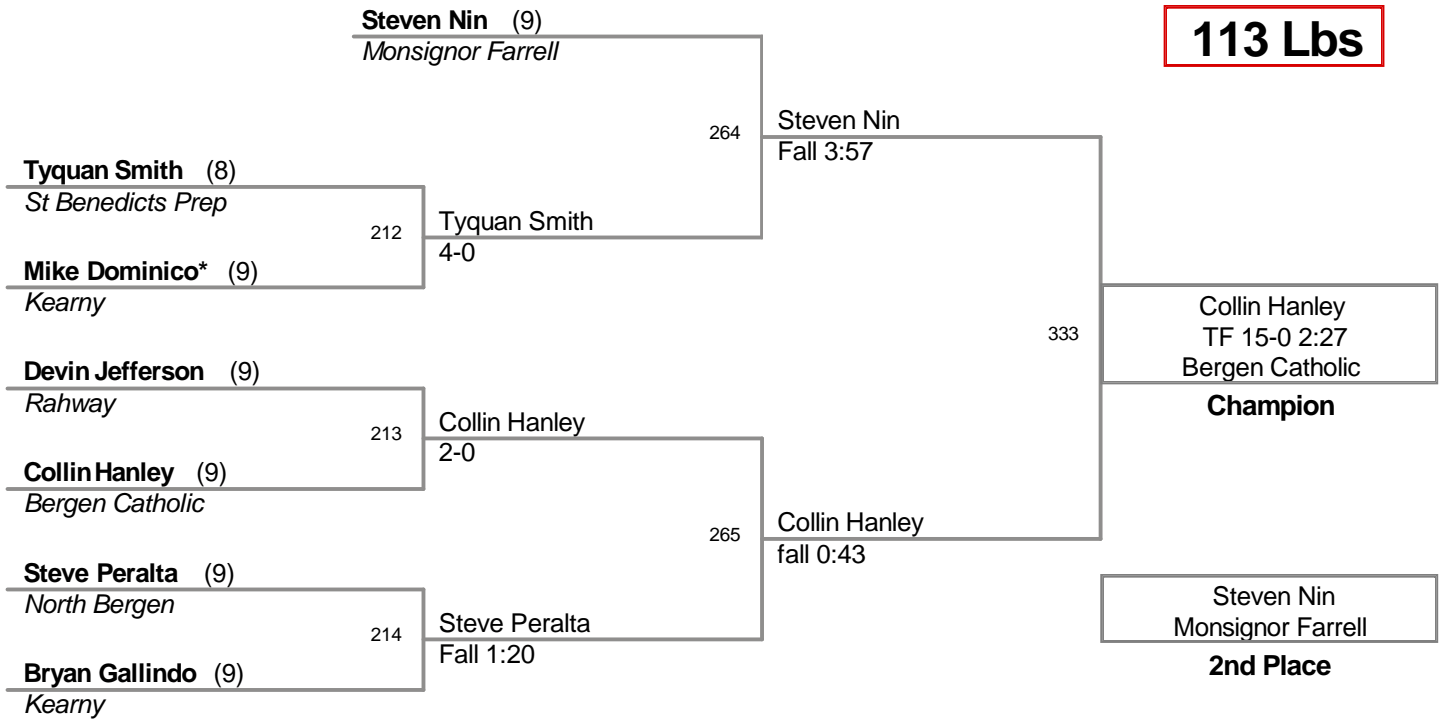 Steven Nin (9)
113 Lbs
Monsignor Farrell
264
Steven Nin
Fall 3:57
Tyquan Smith (8)
St Benedicts Prep
212
Tyquan Smith
4-0
Mike Dominico* (9)
Kearny
333
Collin Hanley
TF 15-0 2:27
Bergen Catholic
Champion
Devin Jefferson (9)
Rahway
213
Collin Hanley
2-0
Collin Hanley (9)
Bergen Catholic
265
Collin Hanley
fall 0:43
Steve Peralta (9)
North Bergen
214
Steve Peralta
Fall 1:20
Bryan Gallindo (9)
Kearny
Steven Nin
Monsignor Farrell
2nd Place